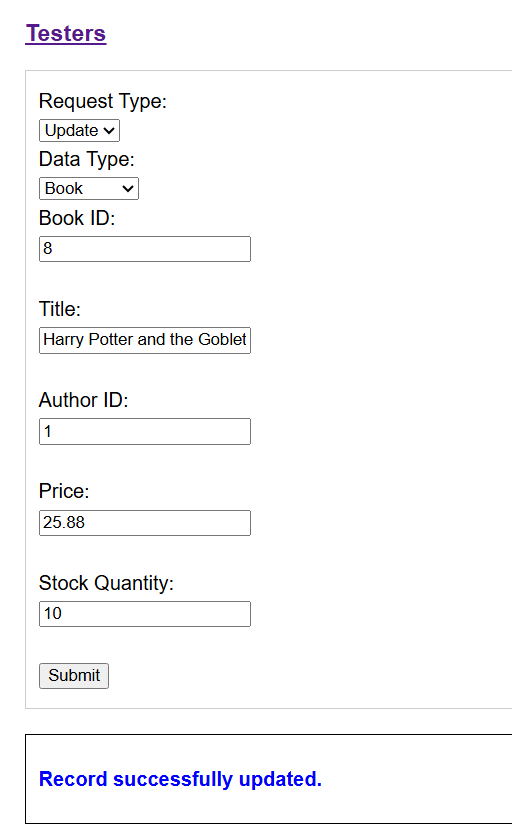 Testers
Request Type:
Update
Data Type:
Book
Book ID:
8
Title:
Harry Potter and the Goblet
Author ID:
1
Price:
25.88
Stock Quantity:
10
Submit
Record successfully updated.